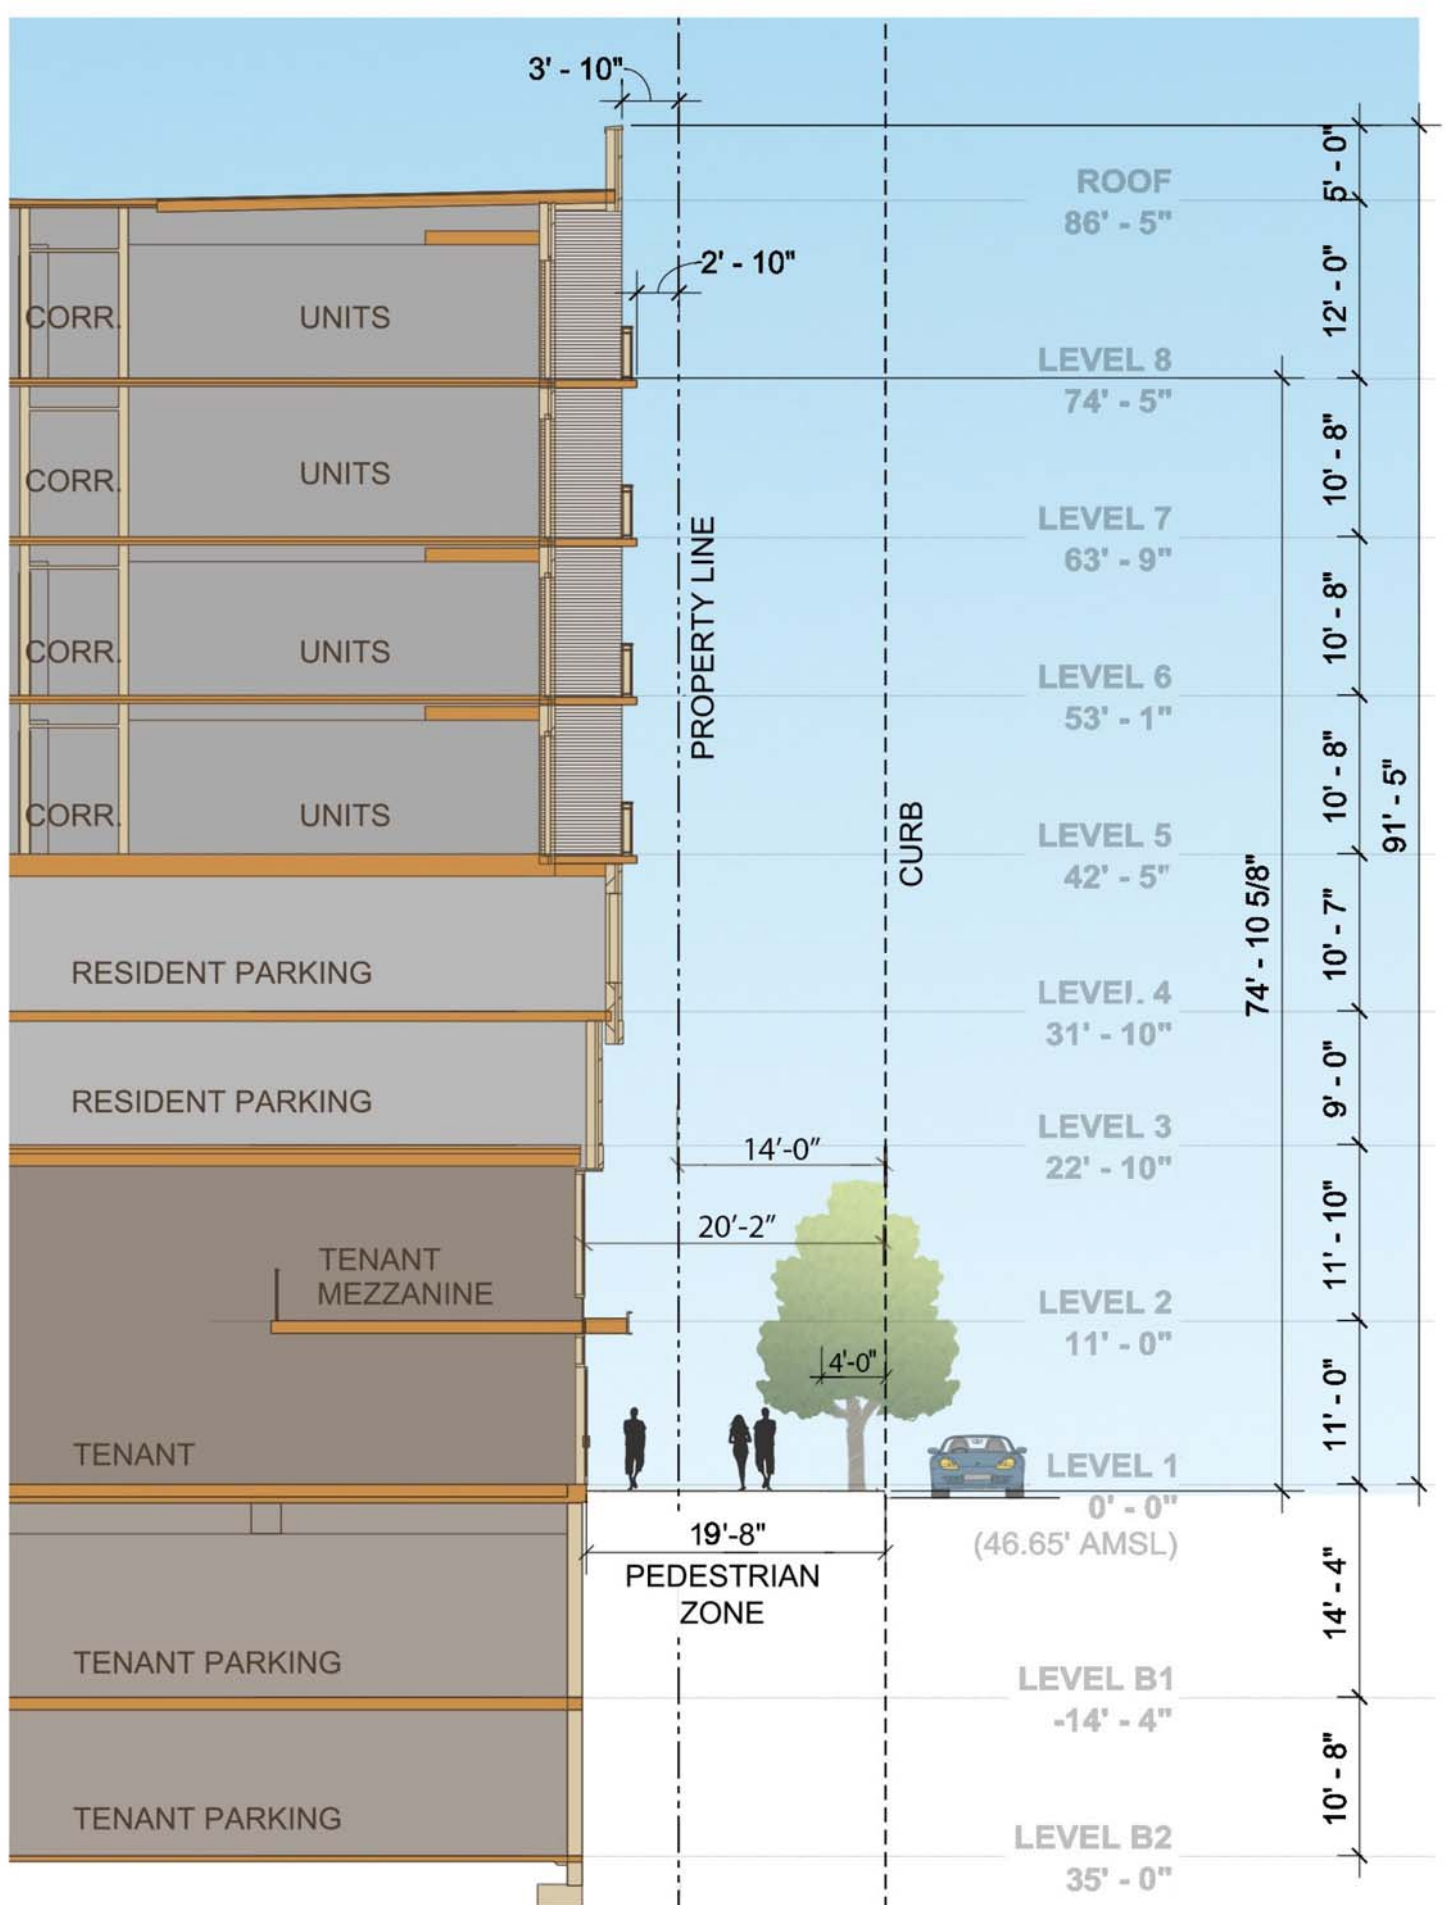 3' - 10"
5' - 0"
ROOF
86' - 5"
12' - 0"
2' - 10"
CORR.
UNITS
LEVEL 8
74' - 5"
10' - 8"
CORR.
UNITS
LEVEL 7
63' - 9"
10' - 8"
PROPERTY LINE
CORR.
UNITS
LEVEL 6
53' - 1"
10' - 8"
91' - 5"
CORR.
UNITS
CURB
LEVEL 5
42' - 5"
74' - 10 5/8"
10' - 7"
RESIDENT PARKING
LEVEL 4
31' - 10"
9' - 0"
RESIDENT PARKING
LEVEL 3
22' - 10"
14'-0"
11' - 10"
20'-2"
TENANT
MEZZANINE
LEVEL 2
11' - 0"
4'-0"
11' - 0"
TENANT
LEVEL 1
0' - 0"
(46.65' AMSL)
19'-8"
PEDESTRIAN
ZONE
14' - 4"
TENANT PARKING
LEVEL B1
-14' - 4"
10' - 8"
TENANT PARKING
LEVEL B2
35' - 0"